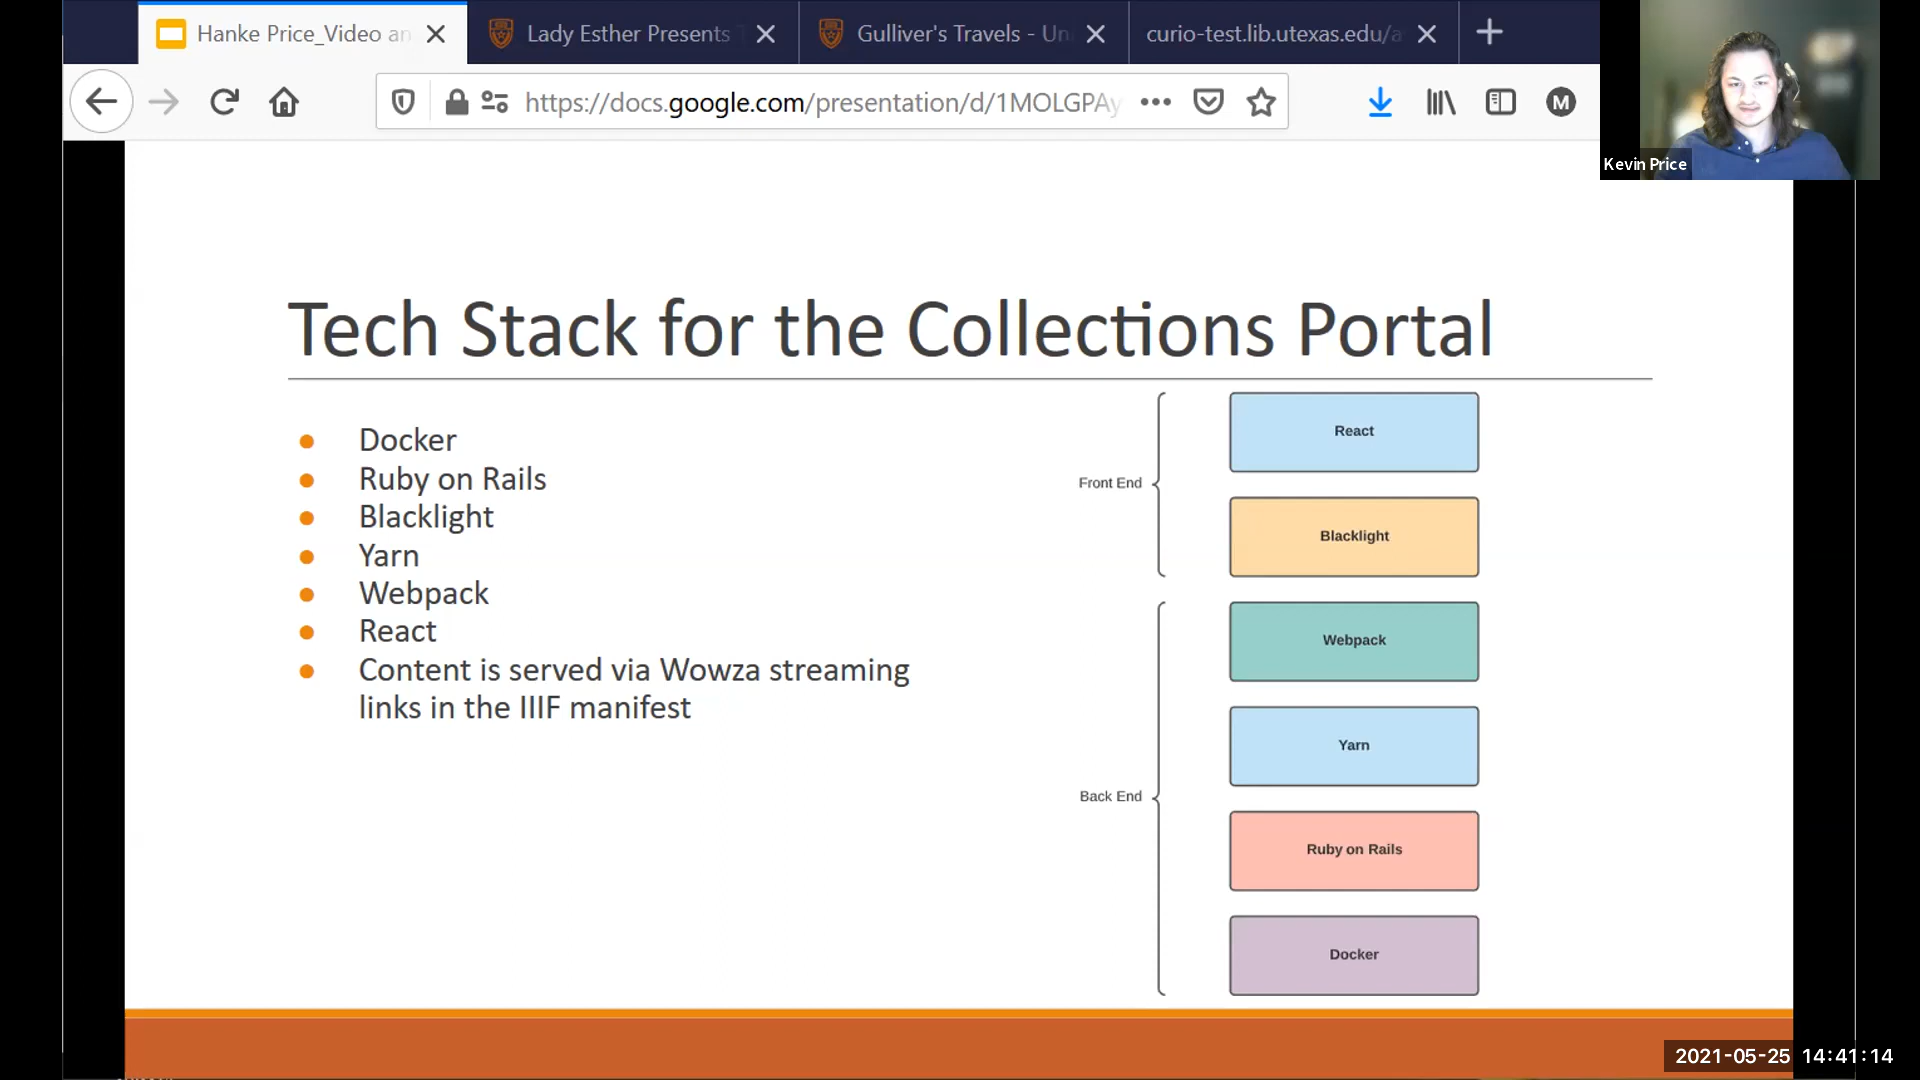 Hanke Price_Video an
Lady Esther Presents
Gulliver's Travels - Un
curio-test.lib.utexas.edu/a
https://docs.google.com/presentation/d/1MOLGPAy
M
Kevin Price
Tech Stack for the Collections Portal
Docker
Ruby on Rails
Blacklight
Yarn
Webpack
React
Content is served via Wowza streaming
links in the IIIF manifest
Front End
React
Blacklight
Back End
Webpack
Yarn
Ruby on Rails
Docker
2021-05-25 14:41:14